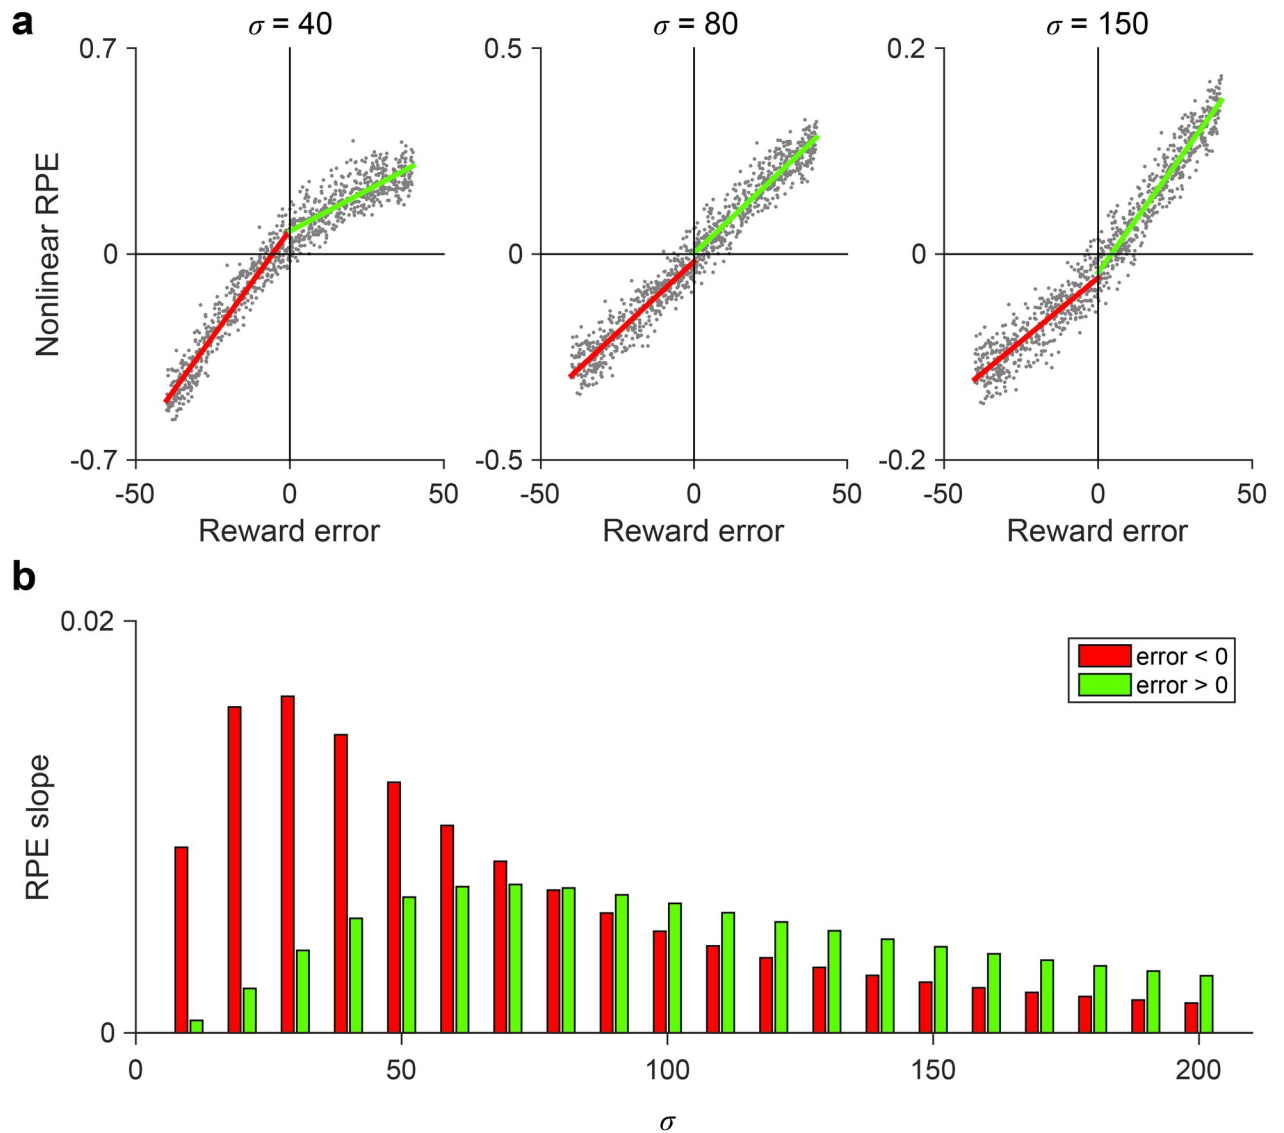 a
σ = 40
σ = 80
σ = 150
Nonlinear RPE
0.7
0
-0.7
-50
0
50
Reward error
0.5
0
-0.5
-50
0
50
Reward error
0.2
0
-0.2
-50
0
50
Reward error
b
RPE slope
0.02
0
error < 0
error > 0
0
50
100
150
200
σ